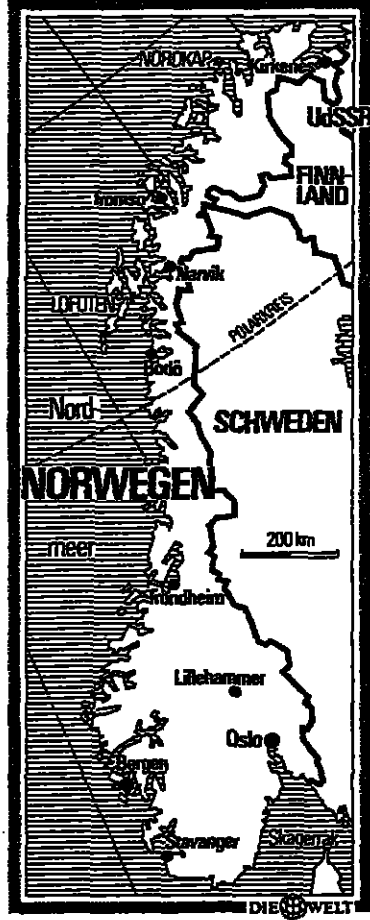 NORDKAP
Kirkenes
UdSSR
FINN-
LAND
Tromsö
Narvik
LOFOTEN
POLARKREIS
Bodö
Nord-
SCHWEDEN
NORWEGEN
meer
200 km
Trondheim
Lillehammer
Oslo
Bergen
Stavanger
Skagerrak
DIE WELT